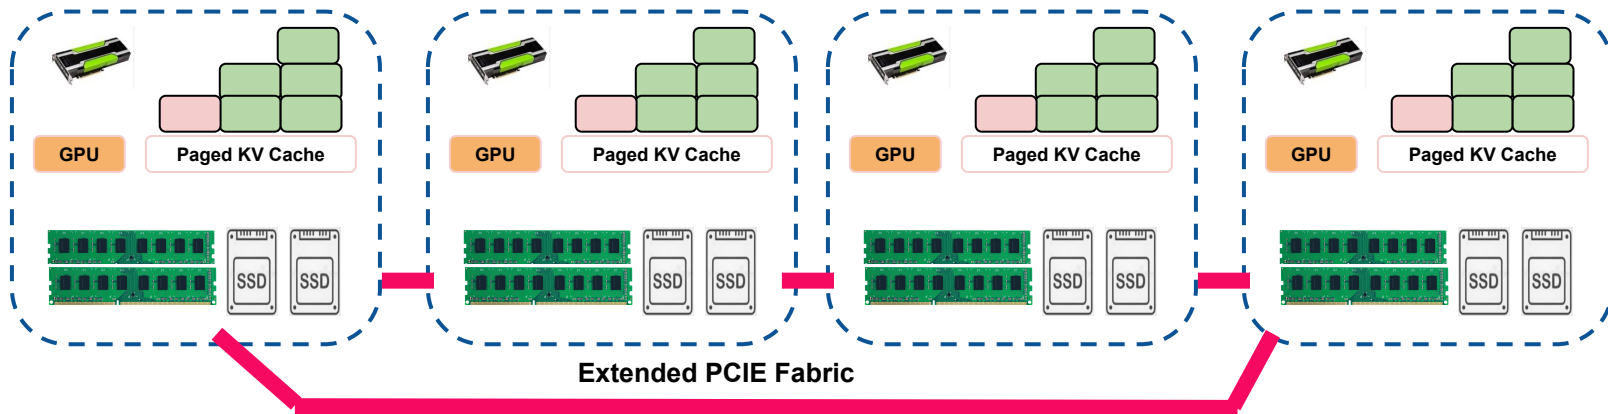 GPU
Paged KV Cache
GPU
Paged KV Cache
GPU
Paged KV Cache
GPU
Paged KV Cache
SSD
SSD
SSD
SSD
SSD
SSD
SSD
SSD
Extended PCIE Fabric